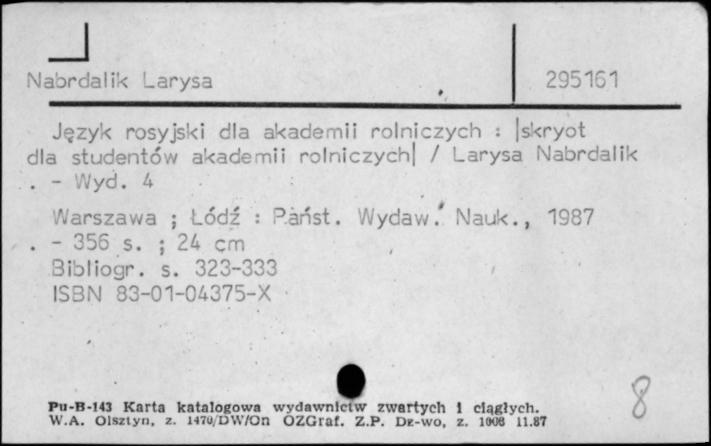 Nabrdalik Larysa 295161
Język rosyjski dla akademii rolniczych : |skryot
dla studentów akademii rolniczych| / Larysa Nabrdalik
. - Wyd. 4
Warszawa ; Łódź : Państ. Wydaw. Nauk., 1987
. - 356 s. ; 24 cm
Bibliogr. s. 323-333
ISBN 83-01-04375-X
8
Pu-B-143 Karta katalogowa wydawnictw zwartych i ciągłych.
W.A. Olsztyn, z. 1470/DW/On OZGraf. Z.P. Dz-wo, z. 1006 11.87